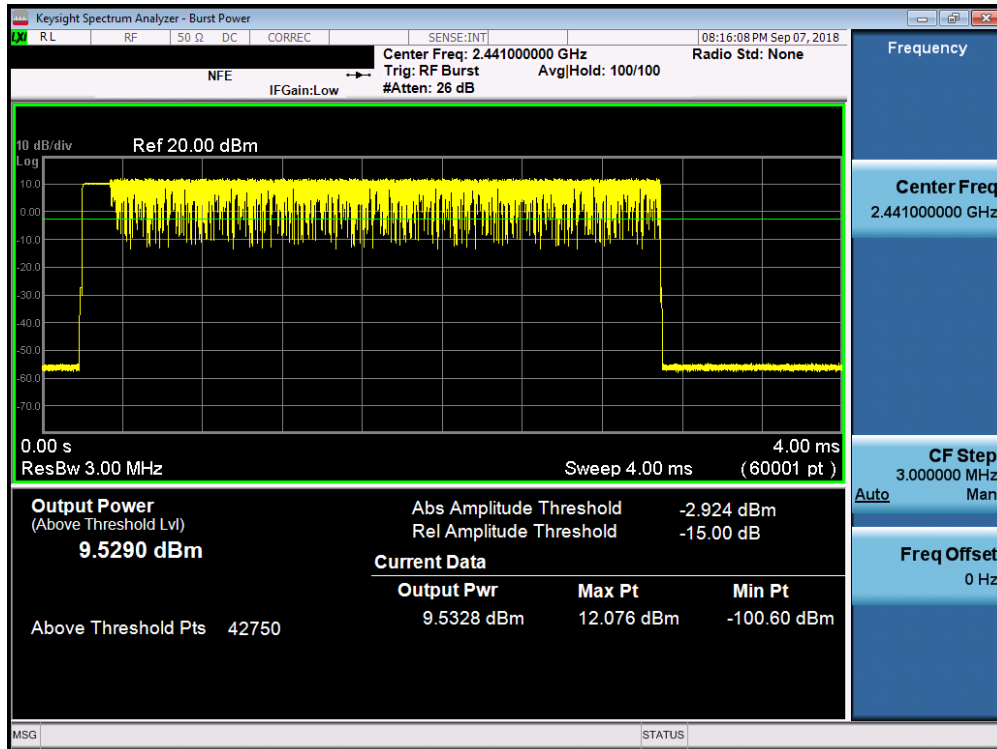 Keysight Spectrum Analyzer - Burst Power
LXI RL RF 50 Ω DC CORREC SENSE:INT 08:16:08 PM Sep 07, 2018
Center Freq: 2.441000000 GHz Radio Std: None
NFE Trig: RF Burst Avg|Hold: 100/100
IFGain:Low #Atten: 26 dB
Frequency
10 dB/div Ref 20.00 dBm
Log
10.0
0.00
-10.0
-20.0
-30.0
-40.0
-50.0
-60.0
-70.0
0.00 s 4.00 ms
ResBw 3.00 MHz Sweep 4.00 ms (60001 pt)
Center Freq
2.441000000 GHz
CF Step
3.000000 MHz
Auto Man
Freq Offset
0 Hz
Output Power
(Above Threshold Lvl)
9.5290 dBm
Above Threshold Pts 42750
Abs Amplitude Threshold -2.924 dBm
Rel Amplitude Threshold -15.00 dB
Current Data
Output Pwr Max Pt Min Pt
9.5328 dBm 12.076 dBm -100.60 dBm
MSG STATUS